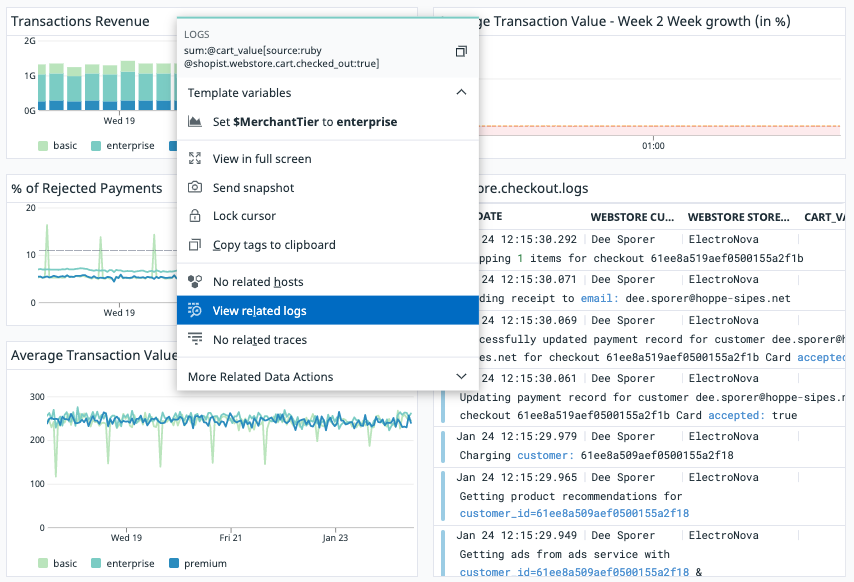 Transactions Revenue
2G
1G
0G
Wed 19
basic
enterprise
LOGS
sum:@cart_value[source:ruby
@shopist.webstore.cart.checked_out:true]
Template variables
Set $MerchantTier to enterprise
View in full screen
Send snapshot
Lock cursor
Copy tags to clipboard
No related hosts
View related logs
No related traces
More Related Data Actions
Transaction Value - Week 2 Week growth (in %)
01:00
% of Rejected Payments
20
10
0
Wed 19
Average Transaction Value
300
200
100
0
Wed 19
Fri 21
Jan 23
basic
enterprise
premium
.checkout.logs
DATE
WEBSTORE CU...
WEBSTORE STORE...
24 12:15:30.292
Dee Sporer
ElectroNova
1 items for checkout 61ee8a519aef0500155a2f1b
24 12:15:30.071
Dee Sporer
ElectroNova
receipt to email: dee.sporer@hoppe-sipes.net
24 12:15:30.069
Dee Sporer
ElectroNova
updated payment record for customer dee.sporer@h
.net for checkout 61ee8a519aef0500155a2f1b Card accepted
24 12:15:30.061
Dee Sporer
ElectroNova
Updating payment record for customer dee.sporer@hoppe-sipes.
checkout 61ee8a519aef0500155a2f1b Card accepted: true
Jan 24 12:15:29.979
Dee Sporer
ElectroNova
Charging customer: 61ee8a509aef0500155a2f18
Jan 24 12:15:29.965
Dee Sporer
ElectroNova
Getting product recommendations for
customer_id=61ee8a509aef0500155a2f18
Jan 24 12:15:29.949
Dee Sporer
ElectroNova
Getting ads from ads service with
customer_id=61ee8a509aef0500155a2f18 &